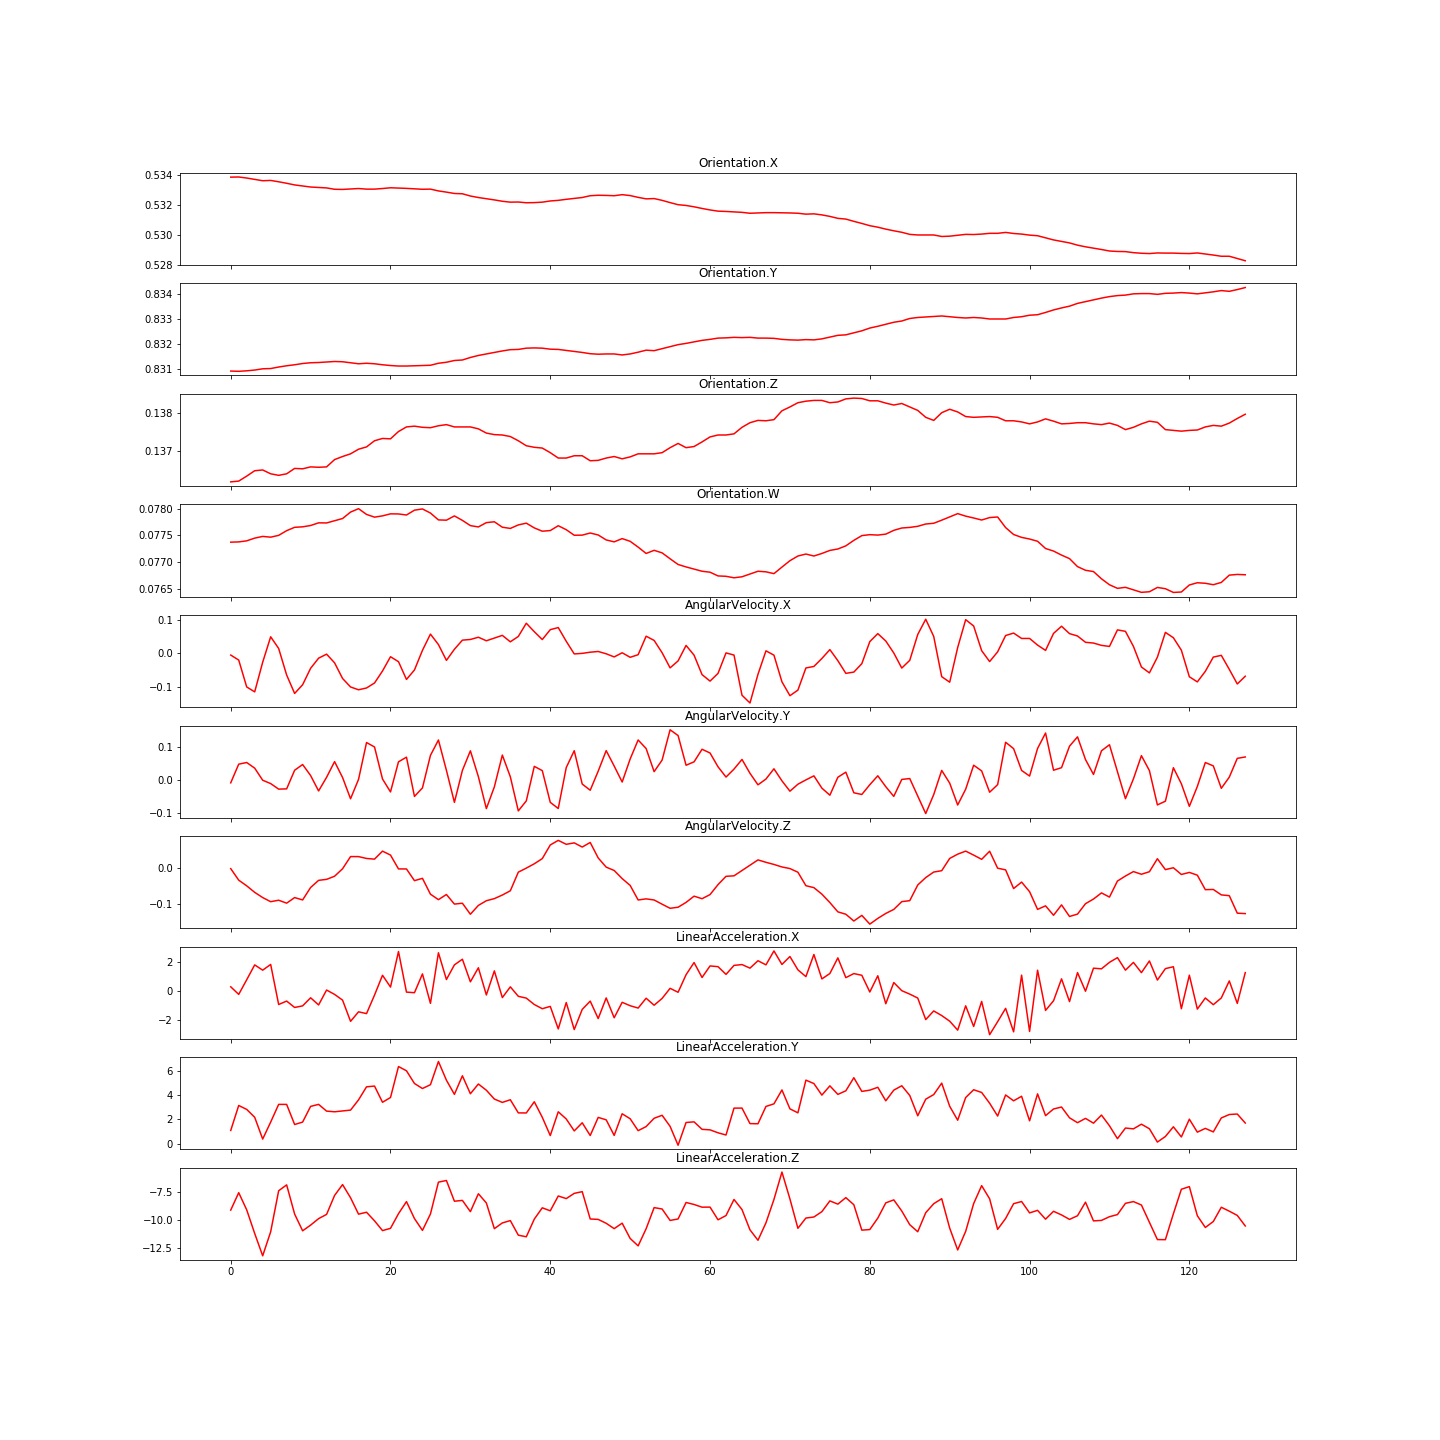 Orientation.X
0.534
0.532
0.530
0.528
Orientation.Y
0.834
0.833
0.832
0.831
Orientation.Z
0.138
0.137
Orientation.W
0.0780
0.0775
0.0770
0.0765
AngularVelocity.X
0.1
0.0
−0.1
AngularVelocity.Y
0.1
0.0
−0.1
AngularVelocity.Z
0.0
−0.1
LinearAcceleration.X
2
0
−2
LinearAcceleration.Y
6
4
2
0
LinearAcceleration.Z
−7.5
−10.0
−12.5
0 20 40 60 80 100 120